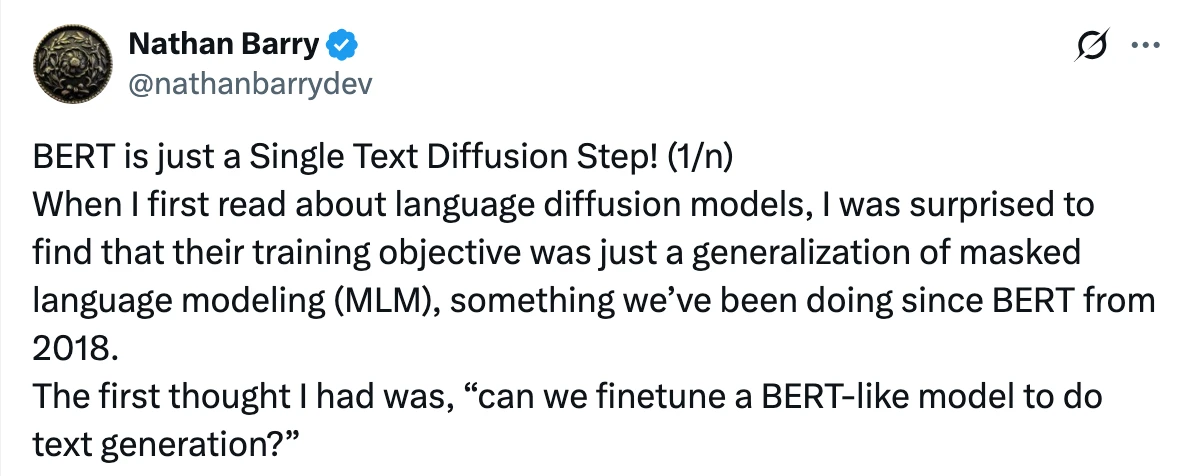 Nathan Barry
@nathanbarrydev
BERT is just a Single Text Diffusion Step! (1/n)
When I first read about language diffusion models, I was surprised to
find that their training objective was just a generalization of masked
language modeling (MLM), something we’ve been doing since BERT from
2018.
The first thought I had was, “can we finetune a BERT-like model to do
text generation?”